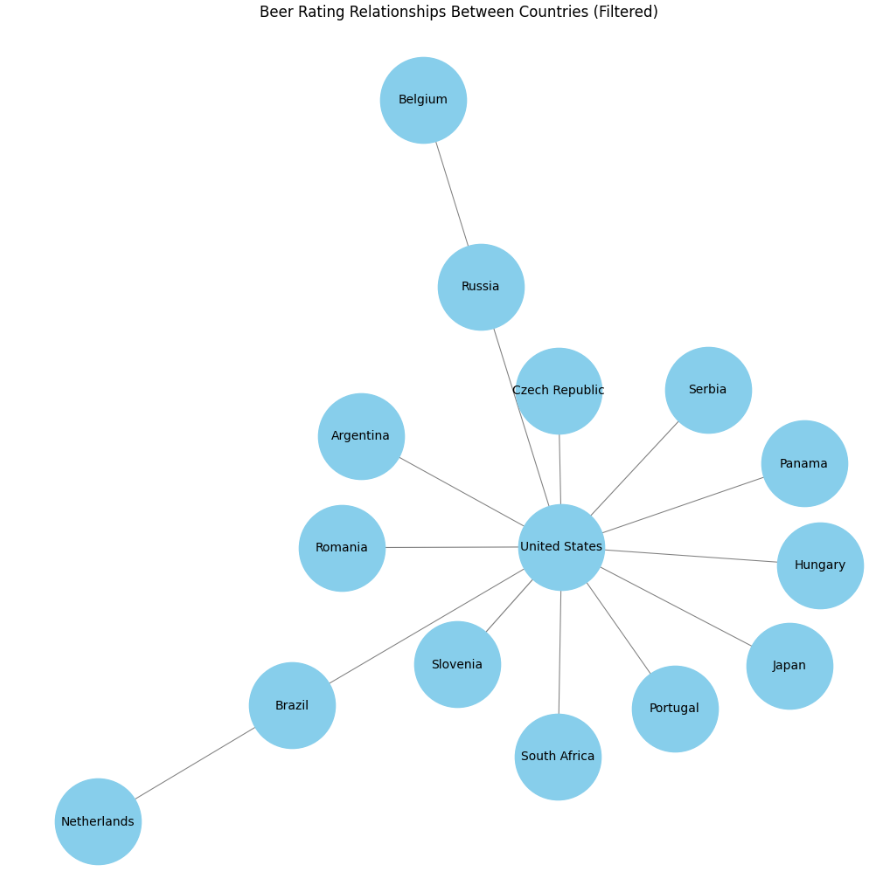 Beer Rating Relationships Between Countries (Filtered)
Belgium
Russia
Czech Republic
Serbia
Argentina
Panama
Romania
United States
Hungary
Slovenia
Japan
Brazil
Portugal
South Africa
Netherlands